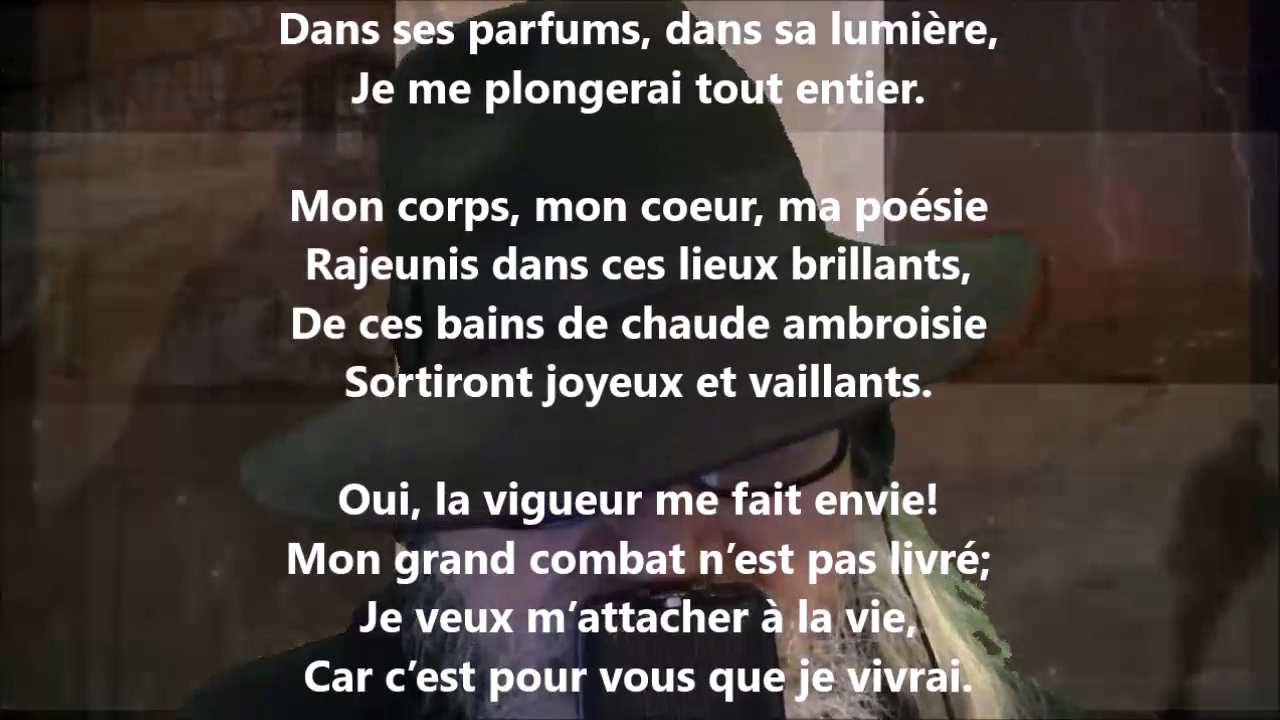 Dans ses parfums, dans sa lumière,
Je me plongerai tout entier.
Mon corps, mon coeur, ma poésie
Rajeunis dans ces lieux brillants,
De ces bains de chaude ambroisie
Sortiront joyeux et vaillants.
Oui, la vigueur me fait envie!
Mon grand combat n’est pas livré;
Je veux m’attacher à la vie,
Car c’est pour vous que je vivrai.